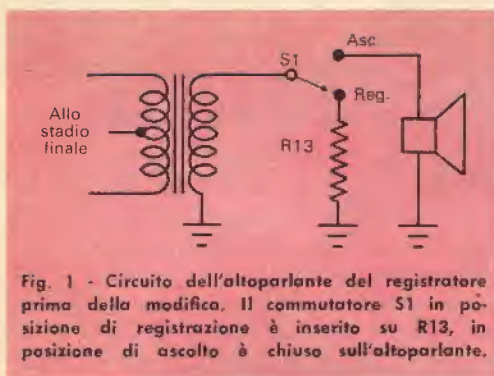 Asc.
S1
Reg.
Allo
stadio
finale
R13
Fig. 1 - Circuito dell'altoparlante del registratore
prima della modifica. Il commutatore S1 in po-
sizione di registrazione è inserito su R13, in
posizione di ascolto è chiuso sull'altoparlante.